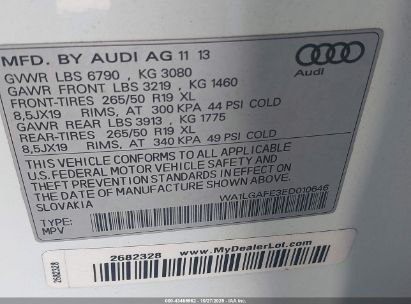 MFD. BY AUDI AG 11 13
GVWR LBS 6790 , KG 3080
GAWR FRONT LBS 3219 , KG 1460
FRONT-TIRES 265/50 R19 XL
8,5JX19 RIMS, AT 300 KPA 44 PSI COLD
GAWR REAR LBS 3913 , KG 1775
REAR-TIRES 265/50 R19 XL
8,5JX19 RIMS, AT 340 KPA 49 PSI COLD
THIS VEHICLE CONFORMS TO ALL APPLICABLE
U.S. FEDERAL MOTOR VEHICLE SAFETY AND
THEFT PREVENTION STANDARDS IN EFFECT ON
THE DATE OF MANUFACTURE SHOWN ABOVE.
SLOVAKIA
WA1LGAFE3ED010646
TYPE:
MPV
Audi
2682328
2682328
www.MyDealerLot.com